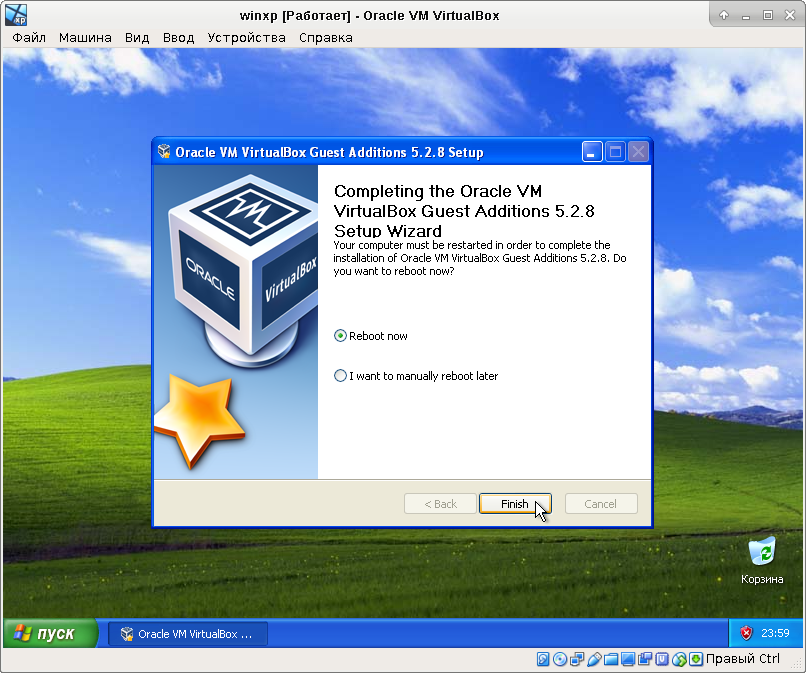 winxp [Работает] - Oracle VM VirtualBox
Файл Машина Вид Ввод Устройства Справка
Oracle VM VirtualBox Guest Additions 5.2.8 Setup
Completing the Oracle VM
VirtualBox Guest Additions 5.2.8
Setup Wizard
Your computer must be restarted in order to complete the
installation of Oracle VM VirtualBox Guest Additions 5.2.8. Do
you want to reboot now?
ORACLE
VirtualBox
Reboot now
I want to manually reboot later
< Back Finish Cancel
Корзина
пуск Oracle VM VirtualBox ... 23:59
Правый Ctrl